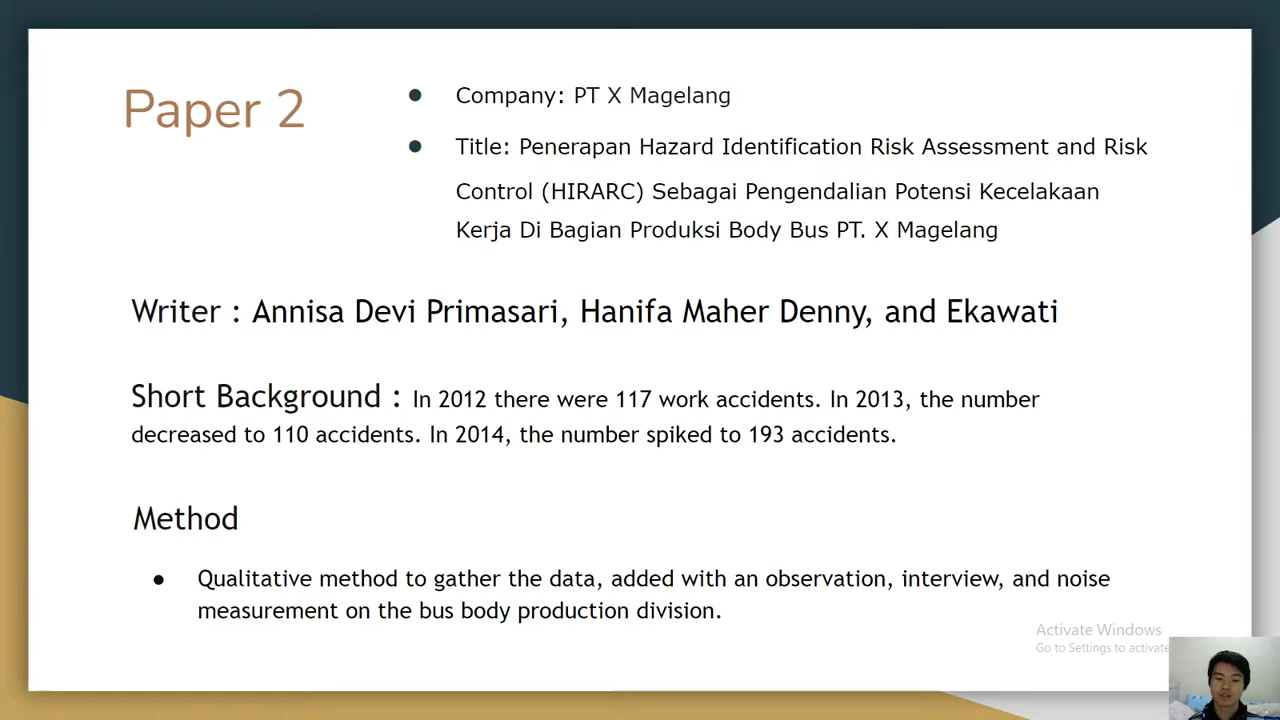 Paper 2
● Company: PT X Magelang
● Title: Penerapan Hazard Identification Risk Assessment and Risk
Control (HIRARC) Sebagai Pengendalian Potensi Kecelakaan
Kerja Di Bagian Produksi Body Bus PT. X Magelang
Writer : Annisa Devi Primasari, Hanifa Maher Denny, and Ekawati
Short Background : In 2012 there were 117 work accidents. In 2013, the number
decreased to 110 accidents. In 2014, the number spiked to 193 accidents.
Method
● Qualitative method to gather the data, added with an observation, interview, and noise
measurement on the bus body production division.
Activate Windows
Go to Settings to activate